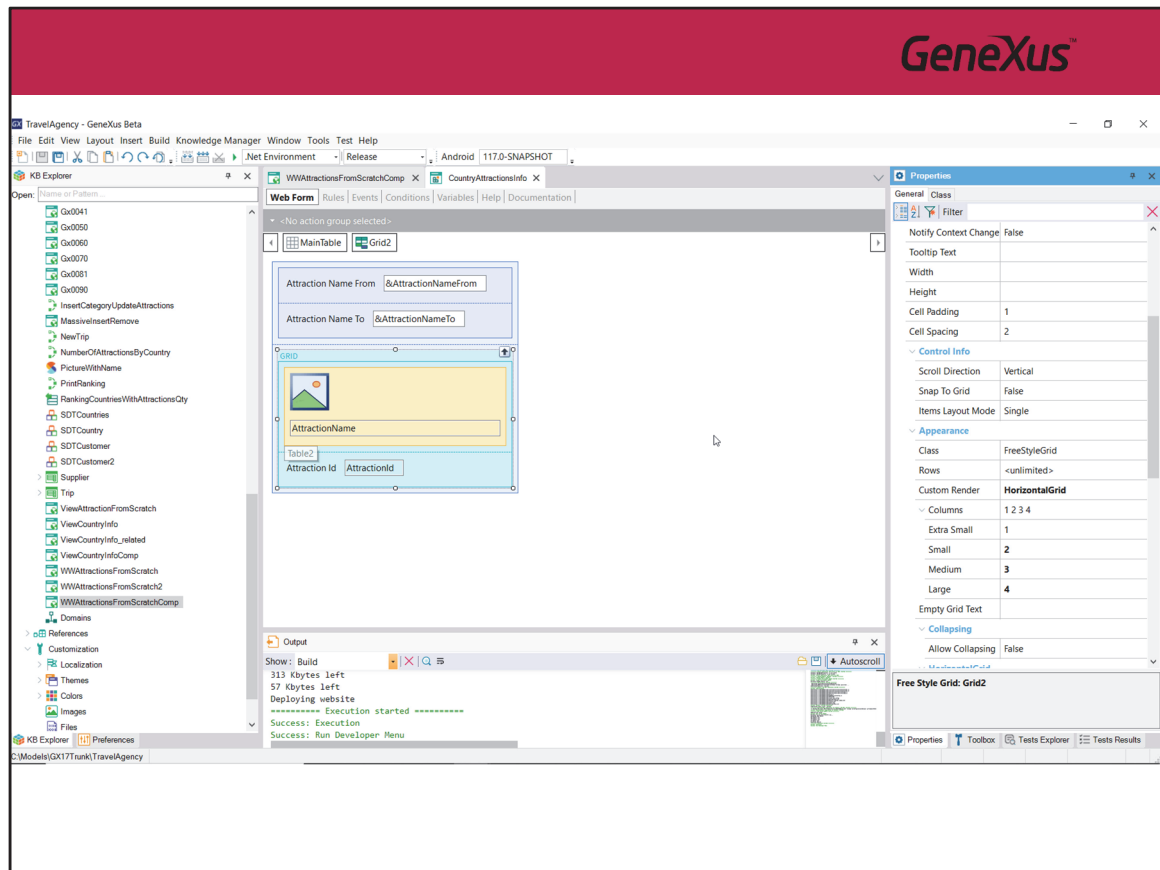 GeneXus™
GX TravelAgency - GeneXus Beta
File Edit View Layout Insert Build Knowledge Manager Window Tools Test Help
.Net Environment Release Android 117.0-SNAPSHOT
KB Explorer
Open: Name or Pattern...
Gx0041
Gx0050
Gx0060
Gx0070
Gx0081
Gx0090
InsertCategoryUpdateAttractions
MassiveInsertRemove
NewTrip
NumberOfAttractionsByCountry
PictureWithName
PrintRanking
RankingCountriesWithAttractionsQty
SDTCountries
SDTCountry
SDTCustomer
SDTCustomer2
Supplier
Trip
ViewAttractionFromScratch
ViewCountryInfo
ViewCountryInfo_related
ViewCountryInfoComp
WWAttractionsFromScratch
WWAttractionsFromScratch2
WWAttractionsFromScratchComp
Domains
References
Customization
Localization
Themes
Colors
Images
Files
KB Explorer Preferences
WWAttractionsFromScratchComp X CountryAttractionsInfo X
Web Form Rules Events Conditions Variables Help Documentation
<No action group selected>
MainTable Grid2
Attraction Name From &AttractionNameFrom
Attraction Name To &AttractionNameTo
GRID
AttractionName
Table2
Attraction Id AttractionId
Output
Show: Build Autoscroll
313 Kbytes left
57 Kbytes left
Deploying website
========== Execution started ==========
Success: Execution
Success: Run Developer Menu
Properties
General Class
Filter
Notify Context Change False
Tooltip Text
Width
Height
Cell Padding 1
Cell Spacing 2
Control Info
Scroll Direction Vertical
Snap To Grid False
Items Layout Mode Single
Appearance
Class FreeStyleGrid
Rows <unlimited>
Custom Render HorizontalGrid
Columns 1 2 3 4
Extra Small 1
Small 2
Medium 3
Large 4
Empty Grid Text
Collapsing
Allow Collapsing False
HorizontalGrid
Free Style Grid: Grid2
Properties Toolbox Tests Explorer Tests Results
C:\Models\GX17Trunk\TravelAgency